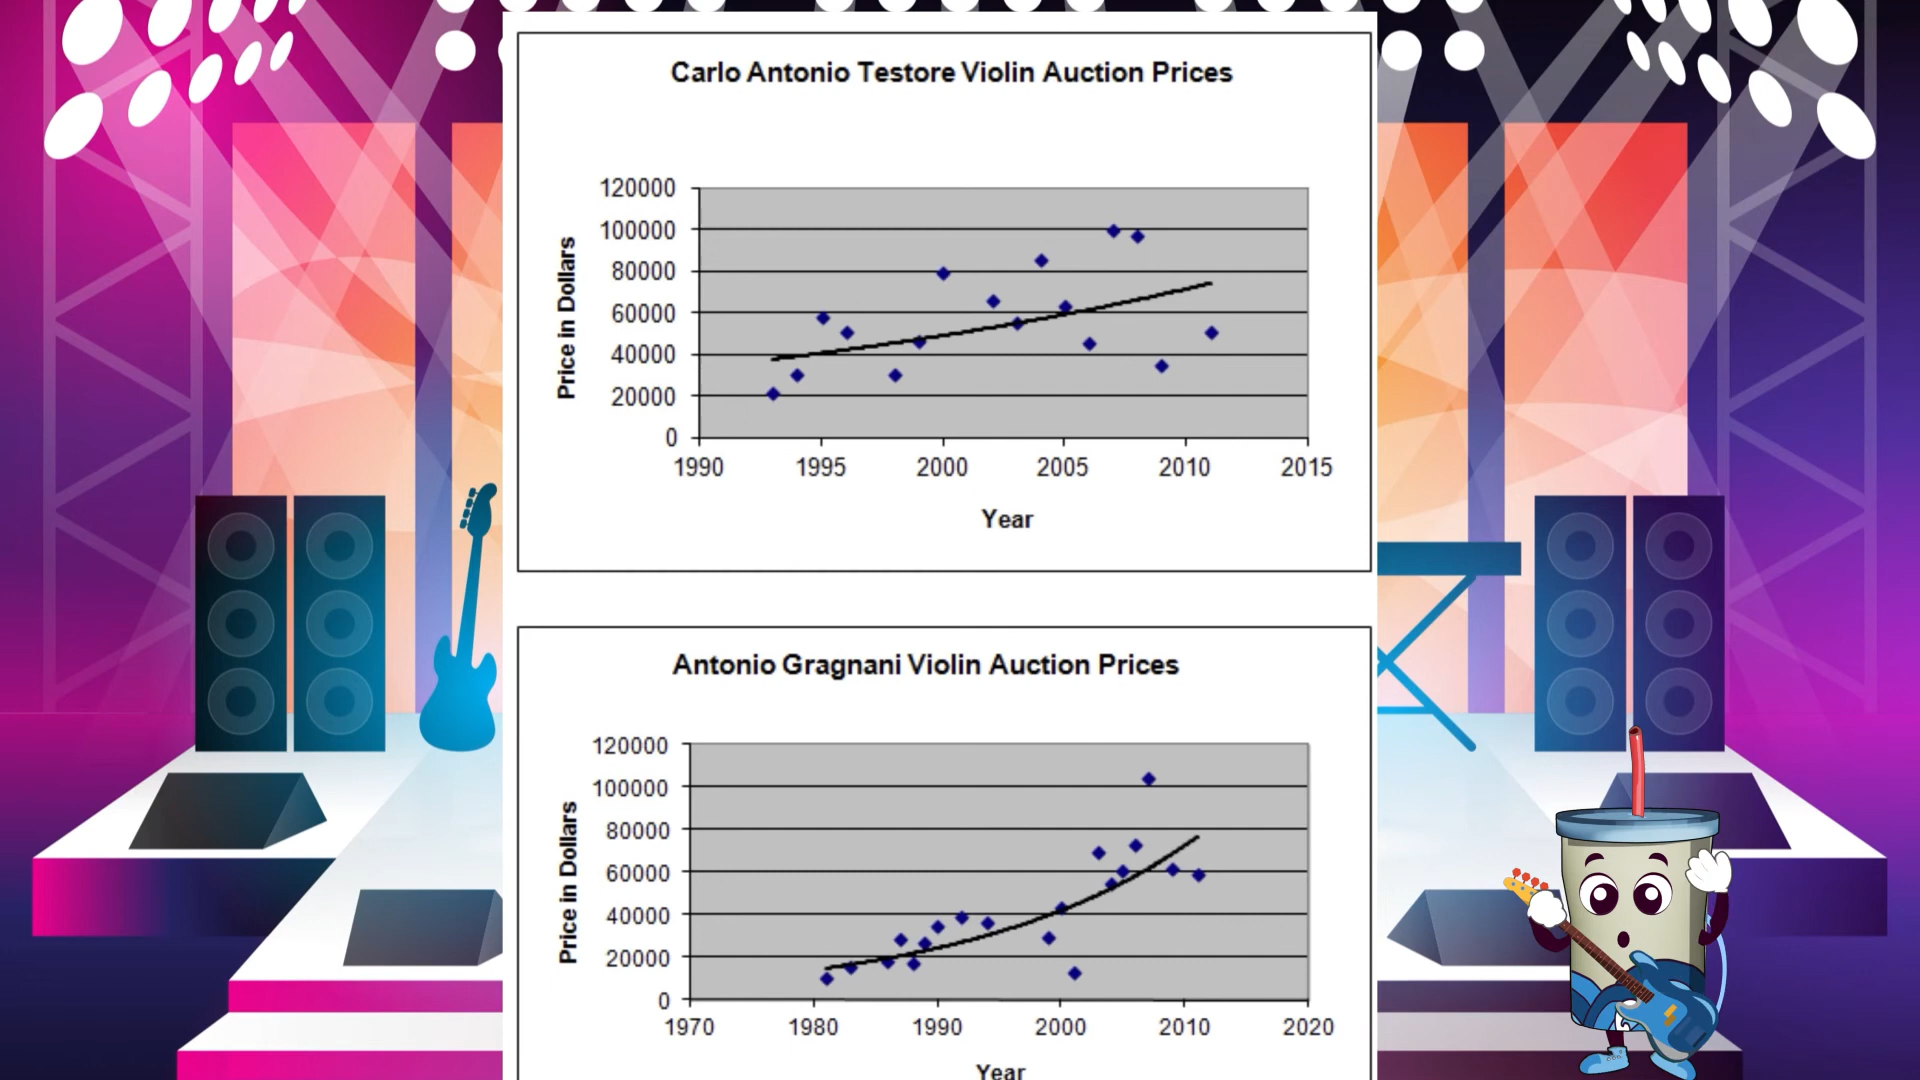 Carlo Antonio Testore Violin Auction Prices
120000
100000
80000
60000
40000
20000
0
Price in Dollars
1990 1995 2000 2005 2010 2015
Year
Antonio Gragnani Violin Auction Prices
120000
100000
80000
60000
40000
20000
0
Price in Dollars
1970 1980 1990 2000 2010 2020
Year